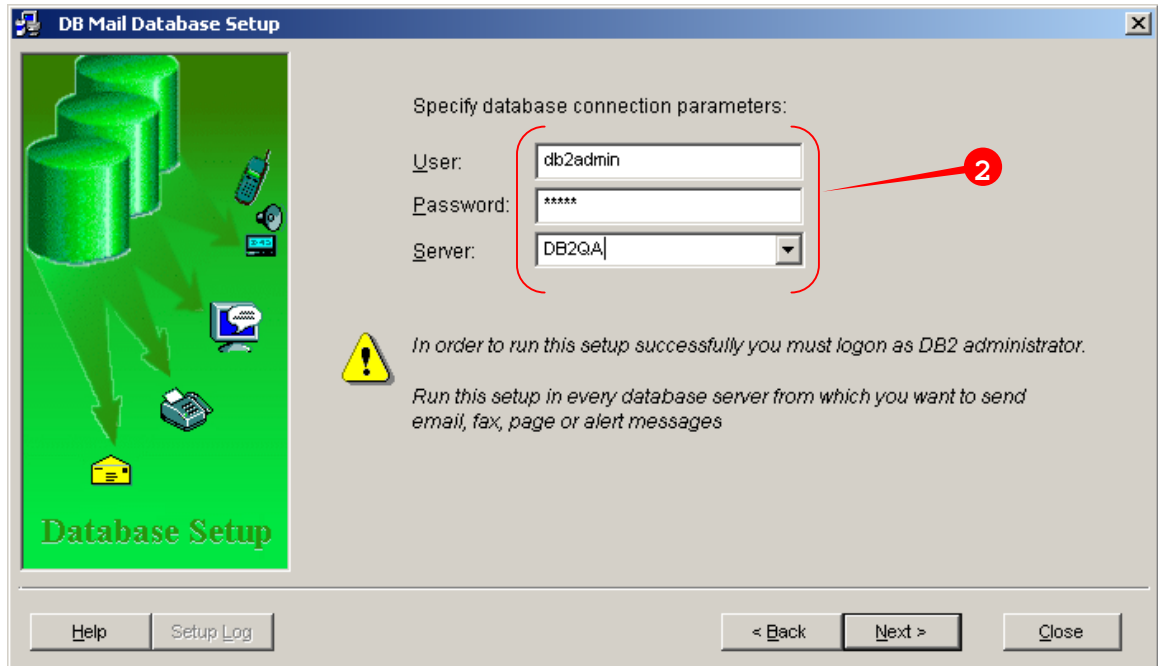 DB Mail Database Setup
Specify database connection parameters:
User: db2admin
2
Password: *****
Server: DB2QA
In order to run this setup successfully you must logon as DB2 administrator.
Run this setup in every database server from which you want to send
email, fax, page or alert messages
Database Setup
Help Setup Log < Back Next > Close